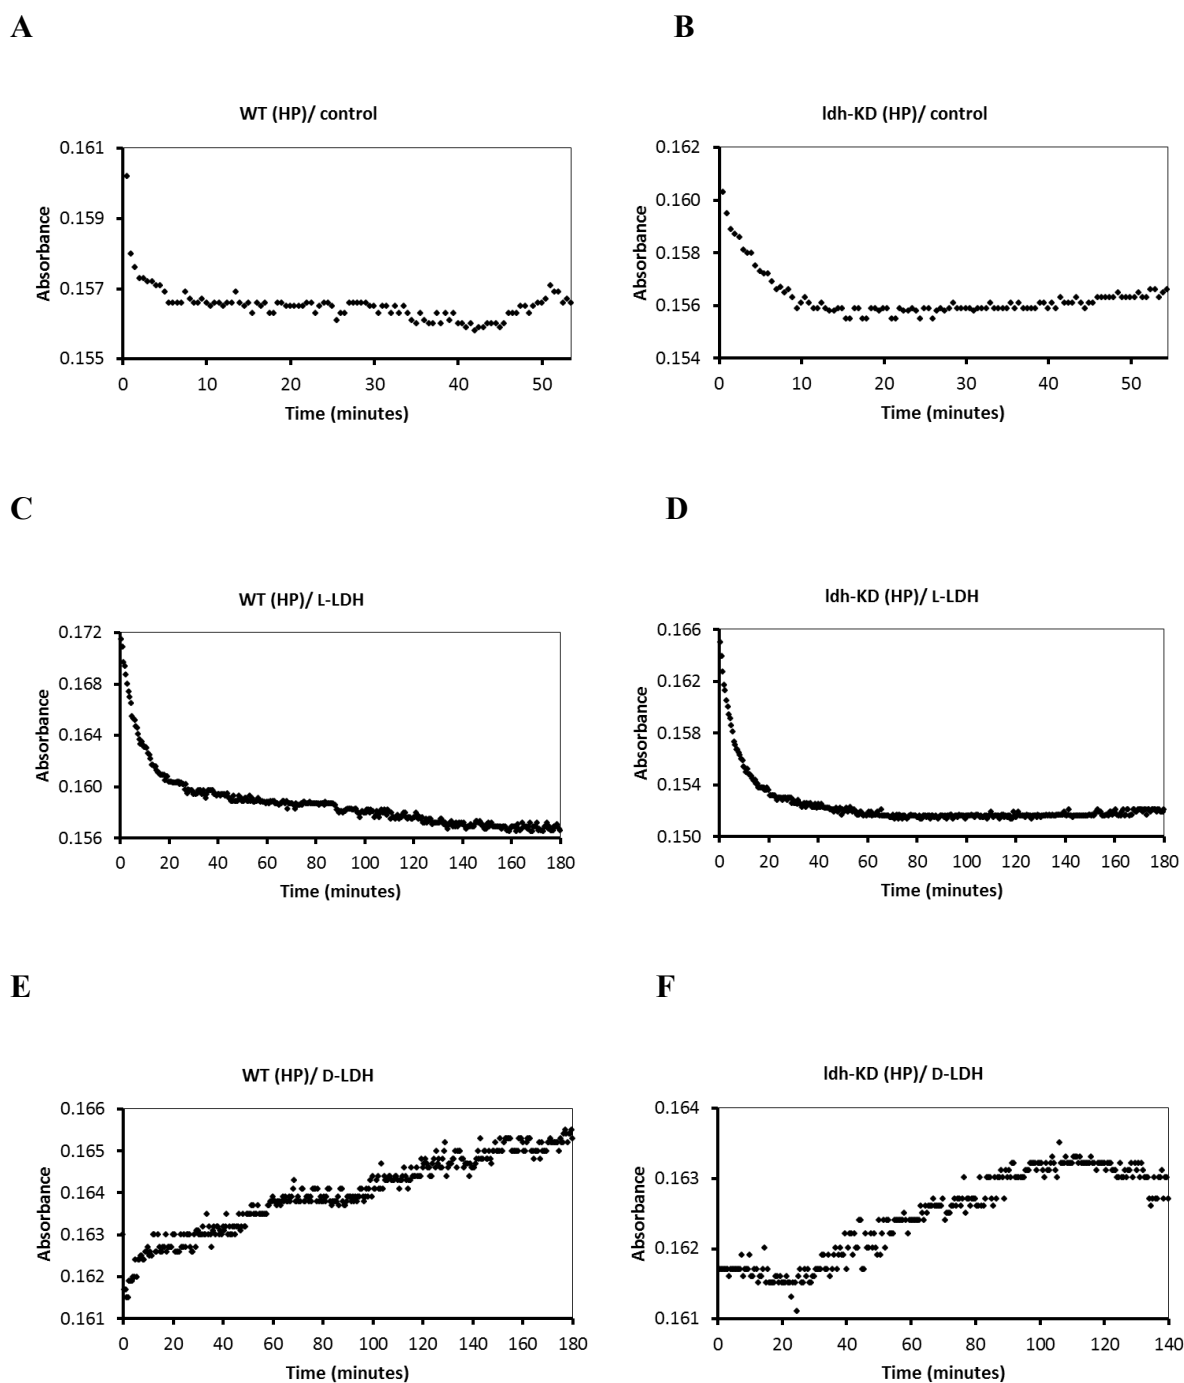 A
B
WT (HP)/ control
ldh-KD (HP)/ control
0.161
0.159
0.157
0.155
Absorbance
0 10 20 30 40 50
Time (minutes)
0.162
0.160
0.158
0.156
0.154
Absorbance
0 10 20 30 40 50
Time (minutes)
C
D
WT (HP)/ L-LDH
ldh-KD (HP)/ L-LDH
0.172
0.168
0.164
0.160
0.156
Absorbance
0 20 40 60 80 100 120 140 160 180
Time (minutes)
0.166
0.162
0.158
0.154
0.150
Absorbance
0 20 40 60 80 100 120 140 160 180
Time (minutes)
E
F
WT (HP)/ D-LDH
ldh-KD (HP)/ D-LDH
0.166
0.165
0.164
0.163
0.162
0.161
Absorbance
0 20 40 60 80 100 120 140 160 180
Time (minutes)
0.164
0.163
0.162
0.161
Absorbance
0 20 40 60 80 100 120 140
Time (minutes)